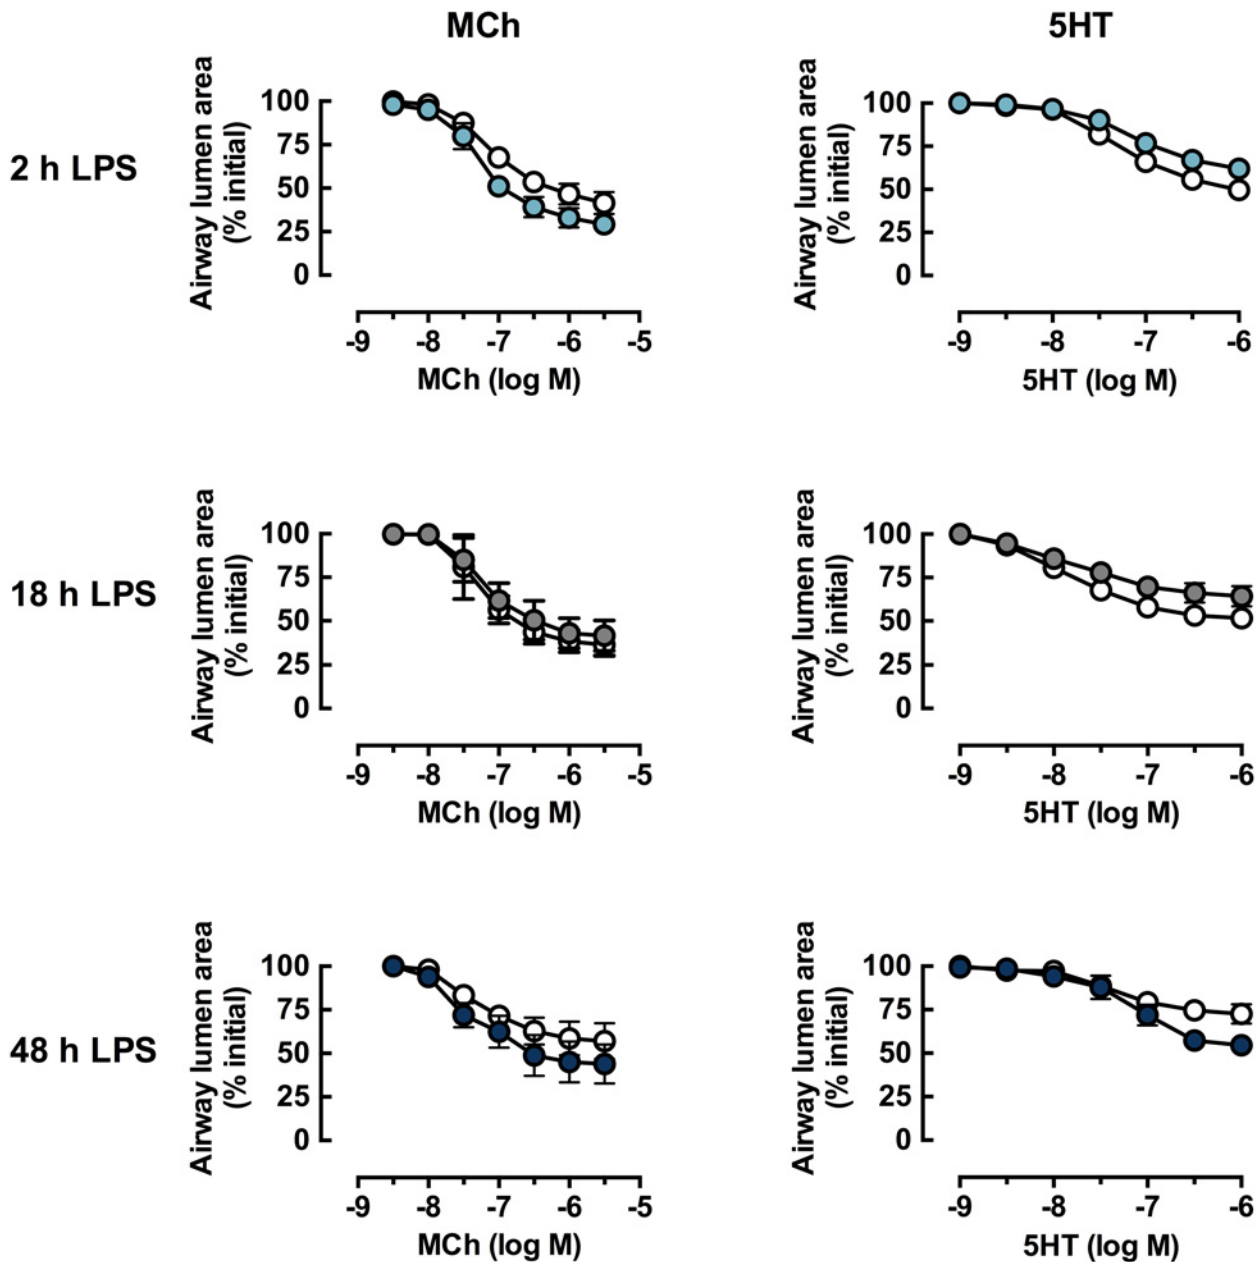 MCh
5HT
2 h LPS
Airway lumen area
(% initial)
100
75
50
25
0
-9 -8 -7 -6 -5
MCh (log M)
Airway lumen area
(% initial)
100
75
50
25
0
-9 -8 -7 -6
5HT (log M)
18 h LPS
Airway lumen area
(% initial)
100
75
50
25
0
-9 -8 -7 -6 -5
MCh (log M)
Airway lumen area
(% initial)
100
75
50
25
0
-9 -8 -7 -6
5HT (log M)
48 h LPS
Airway lumen area
(% initial)
100
75
50
25
0
-9 -8 -7 -6 -5
MCh (log M)
Airway lumen area
(% initial)
100
75
50
25
0
-9 -8 -7 -6
5HT (log M)